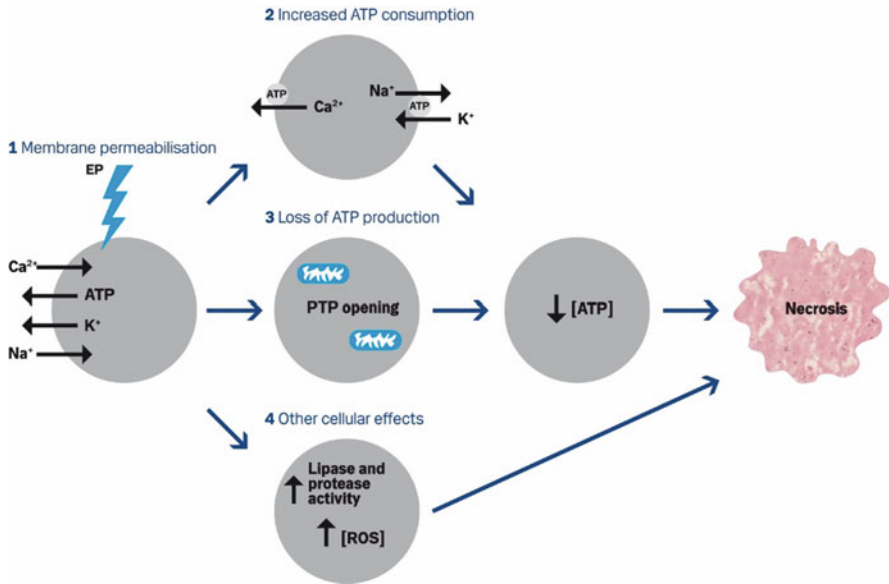 2 Increased ATP consumption
ATP
Ca²⁺
Na⁺
ATP
K⁺
1 Membrane permeabilisation
EP
Ca²⁺
ATP
K⁺
Na⁺
3 Loss of ATP production
PTP opening
[ATP]
Necrosis
4 Other cellular effects
Lipase and
protease
activity
[ROS]